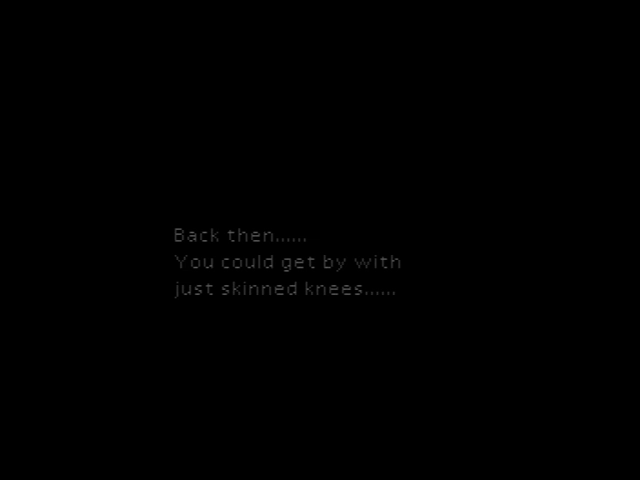 Back then......
You could get by with
just skinned knees......